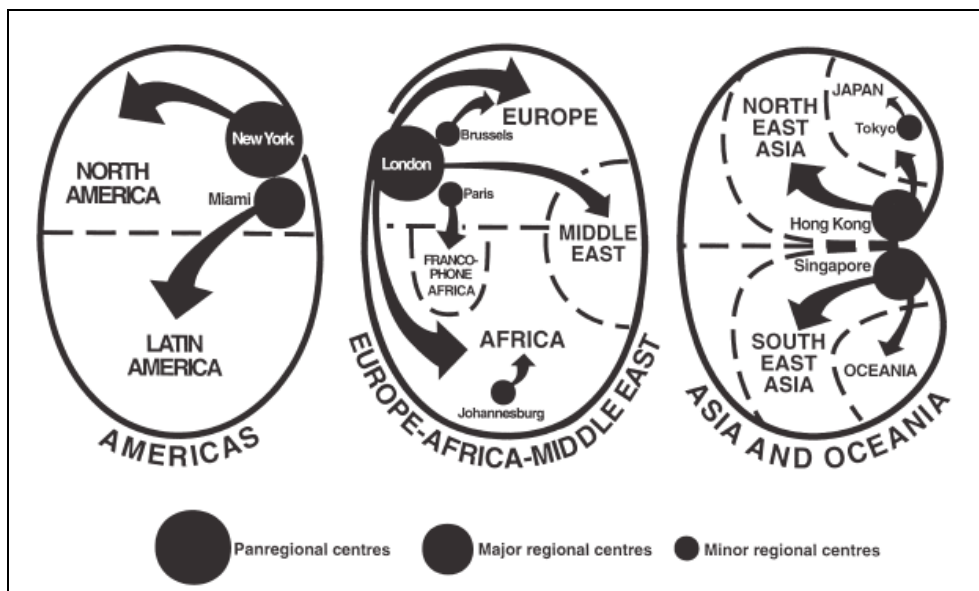 New York
NORTH
AMERICA
Miami
LATIN
AMERICA
AMERICAS
EUROPE
Brussels
London
Paris
MIDDLE
EAST
FRANCO-
PHONE
AFRICA
AFRICA
Johannesburg
EUROPE-AFRICA-MIDDLE EAST
JAPAN
NORTH
EAST
ASIA
Tokyo
Hong Kong
Singapore
SOUTH
EAST
ASIA
OCEANIA
ASIA AND OCEANIA
Panregional centres
Major regional centres
Minor regional centres